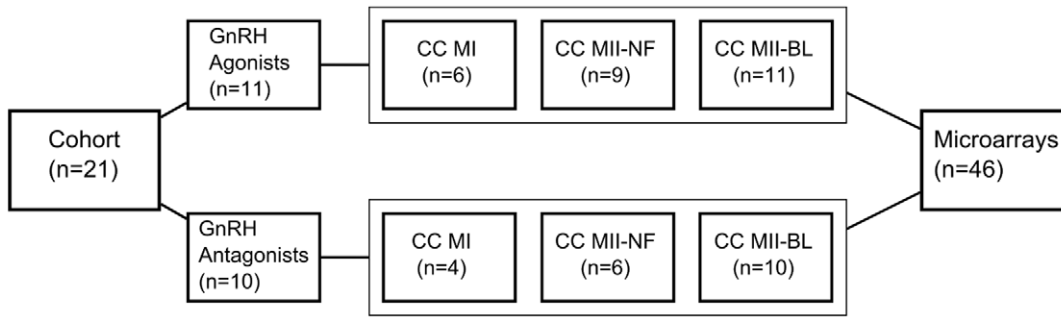 Cohort
(n=21)
GnRH
Agonists
(n=11)
CC MI
(n=6)
CC MII-NF
(n=9)
CC MII-BL
(n=11)
GnRH
Antagonists
(n=10)
CC MI
(n=4)
CC MII-NF
(n=6)
CC MII-BL
(n=10)
Microarrays
(n=46)